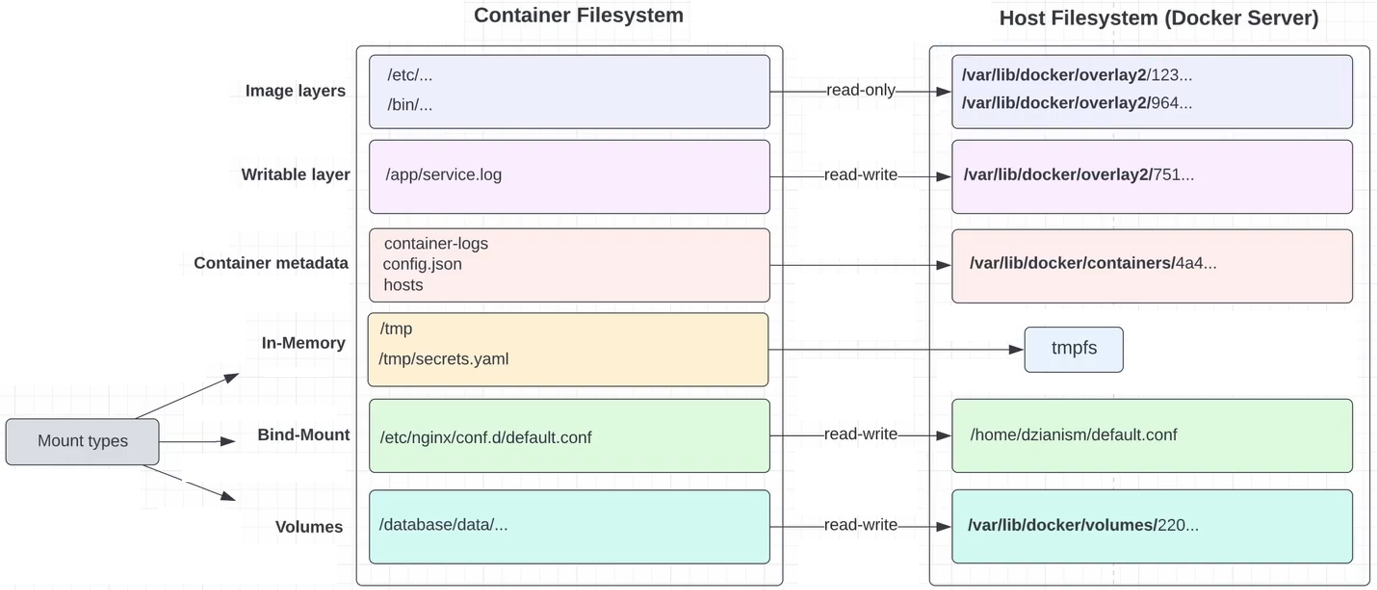 Container Filesystem
Host Filesystem (Docker Server)
Image layers
/etc/...
/bin/...
read-only
/var/lib/docker/overlay2/123...
/var/lib/docker/overlay2/964...
Writable layer
/app/service.log
read-write
/var/lib/docker/overlay2/751...
Container metadata
container-logs
config.json
hosts
/var/lib/docker/containers/4a4...
In-Memory
/tmp
/tmp/secrets.yaml
tmpfs
Mount types
Bind-Mount
/etc/nginx/conf.d/default.conf
read-write
/home/dzianism/default.conf
Volumes
/database/data/...
read-write
/var/lib/docker/volumes/220...